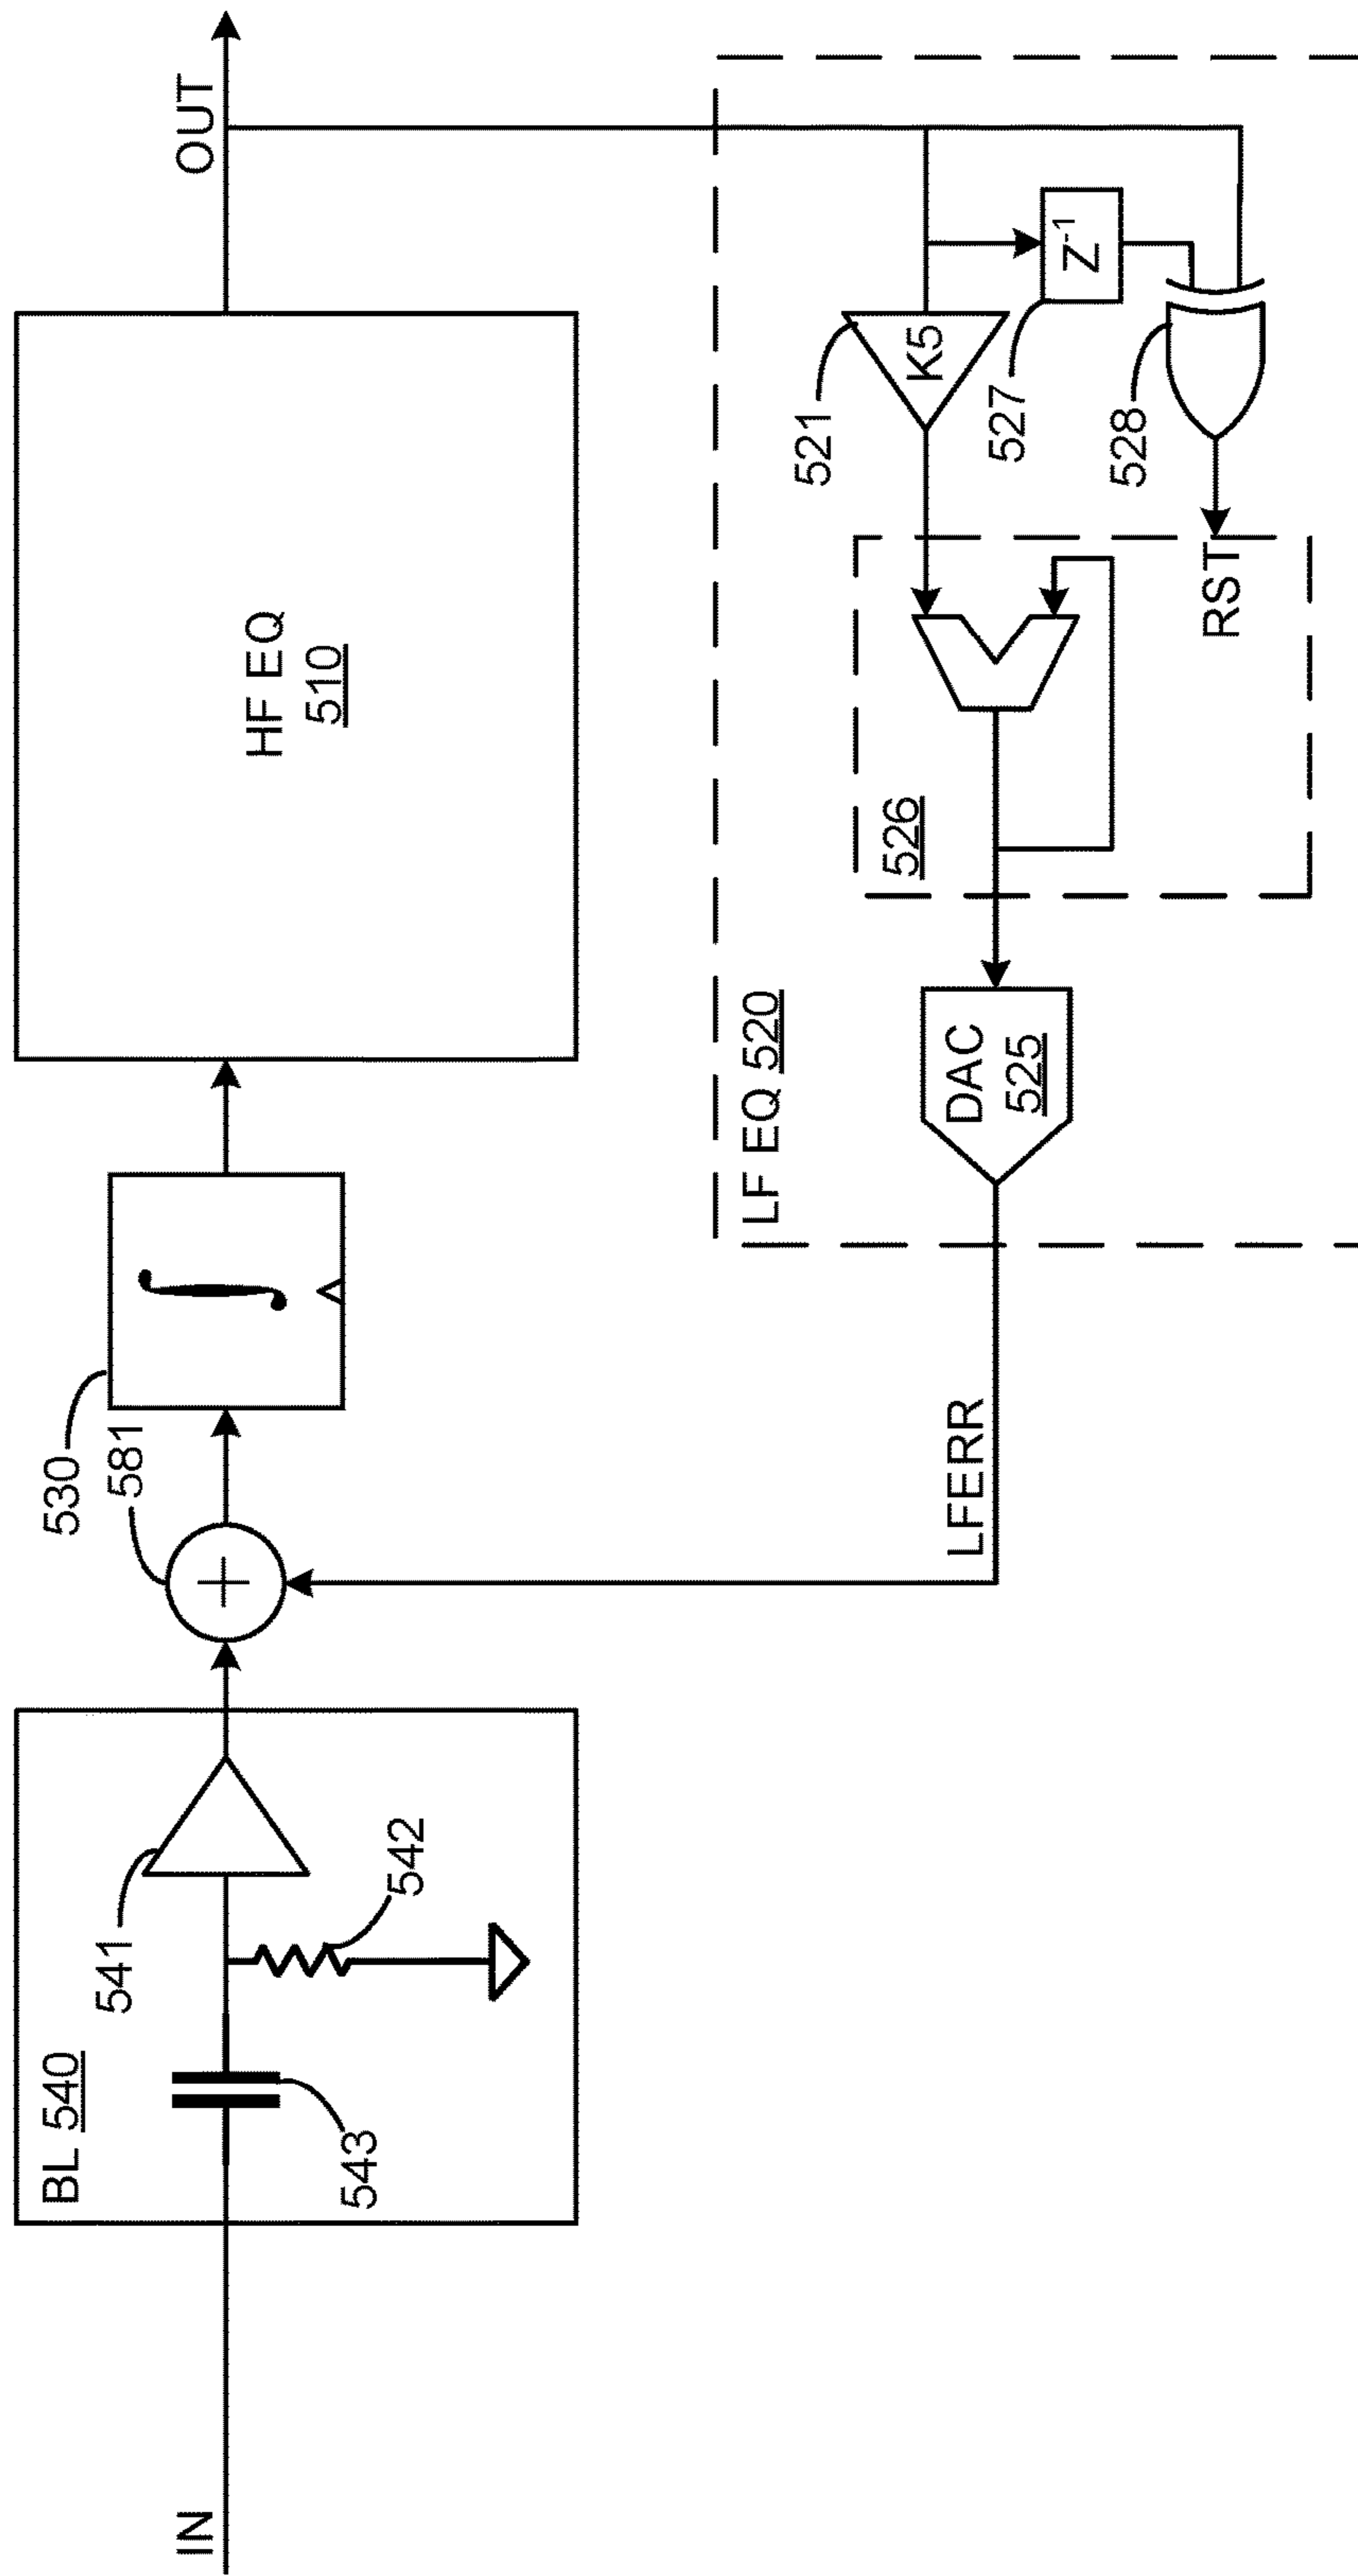 IN
BL 540
543
541
542
581
530
HF EQ
510
OUT
LFERR
LF EQ 520
DAC
525
526
RST
K5
521
Z-1
527
528